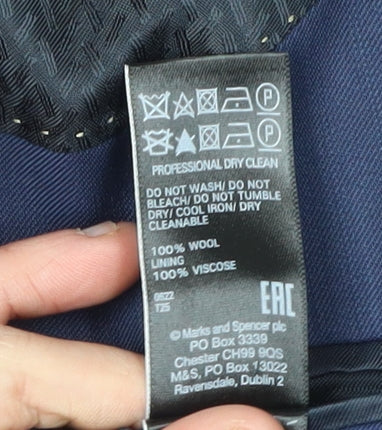 P
P
PROFESSIONAL DRY CLEAN
DO NOT WASH/ DO NOT
BLEACH/ DO NOT TUMBLE
DRY/ COOL IRON/ DRY
CLEANABLE
100% WOOL
LINING
100% VISCOSE
0622
T25
EAC
© Marks and Spencer plc
PO Box 3339
Chester CH99 9QS
M&S, PO Box 13022
Ravensdale, Dublin 2